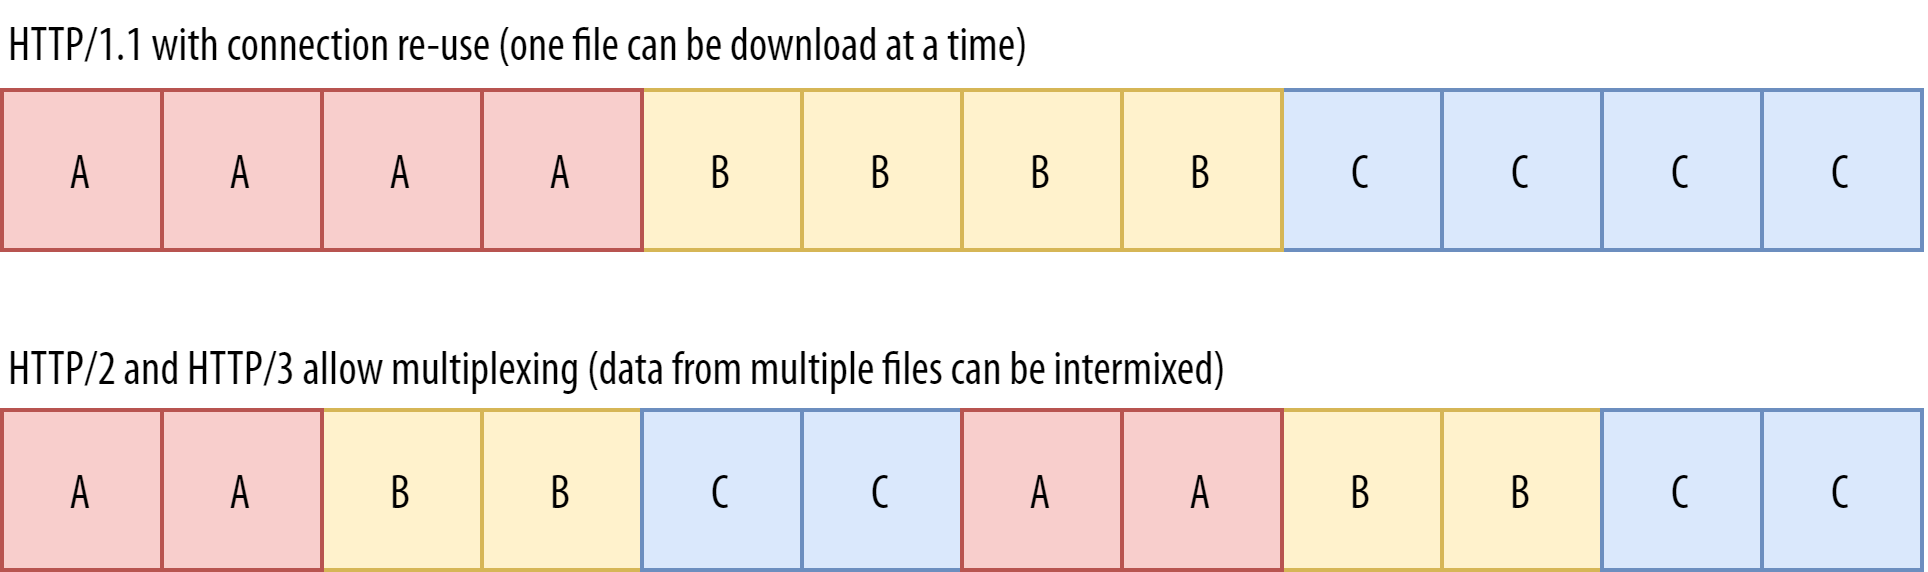 HTTP/1.1 with connection re-use (one file can be download at a time)
A A A A B B B B C C C C
HTTP/2 and HTTP/3 allow multiplexing (data from multiple files can be intermixed)
A A B B C C A A B B C C